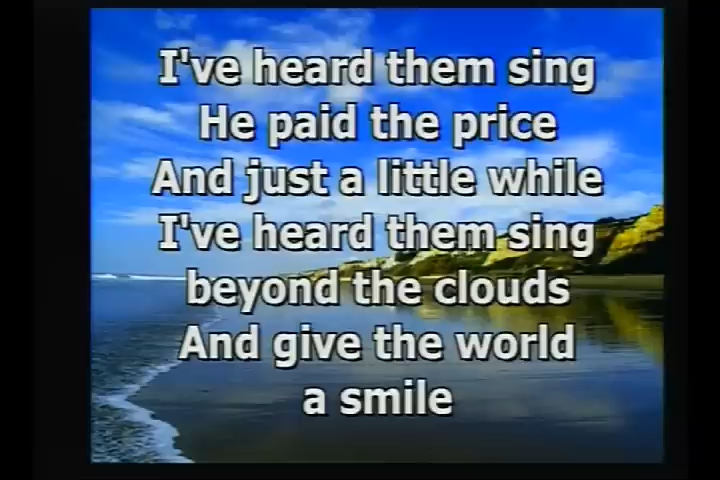 I've heard them sing
He paid the price
And just a little while
I've heard them sing
beyond the clouds
And give the world
a smile